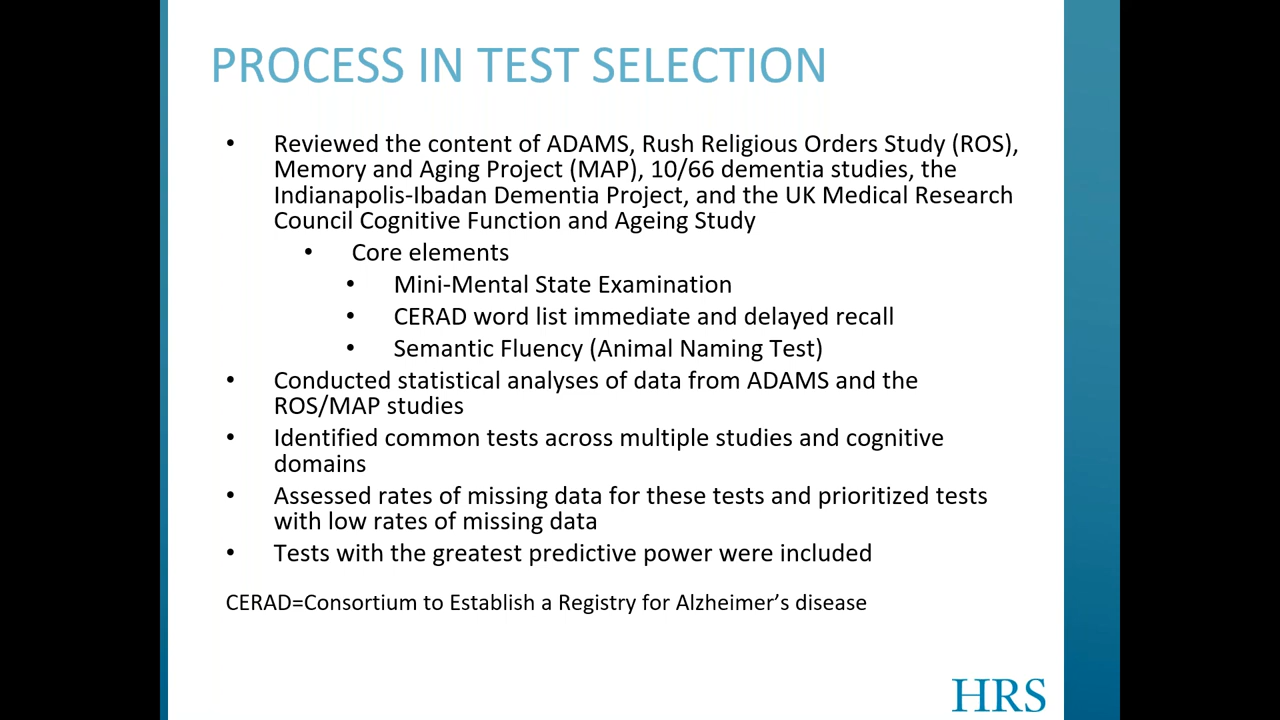 PROCESS IN TEST SELECTION
• Reviewed the content of ADAMS, Rush Religious Orders Study (ROS),
Memory and Aging Project (MAP), 10/66 dementia studies, the
Indianapolis-Ibadan Dementia Project, and the UK Medical Research
Council Cognitive Function and Ageing Study
• Core elements
• Mini-Mental State Examination
• CERAD word list immediate and delayed recall
• Semantic Fluency (Animal Naming Test)
• Conducted statistical analyses of data from ADAMS and the
ROS/MAP studies
• Identified common tests across multiple studies and cognitive
domains
• Assessed rates of missing data for these tests and prioritized tests
with low rates of missing data
• Tests with the greatest predictive power were included
CERAD=Consortium to Establish a Registry for Alzheimer’s disease
HRS